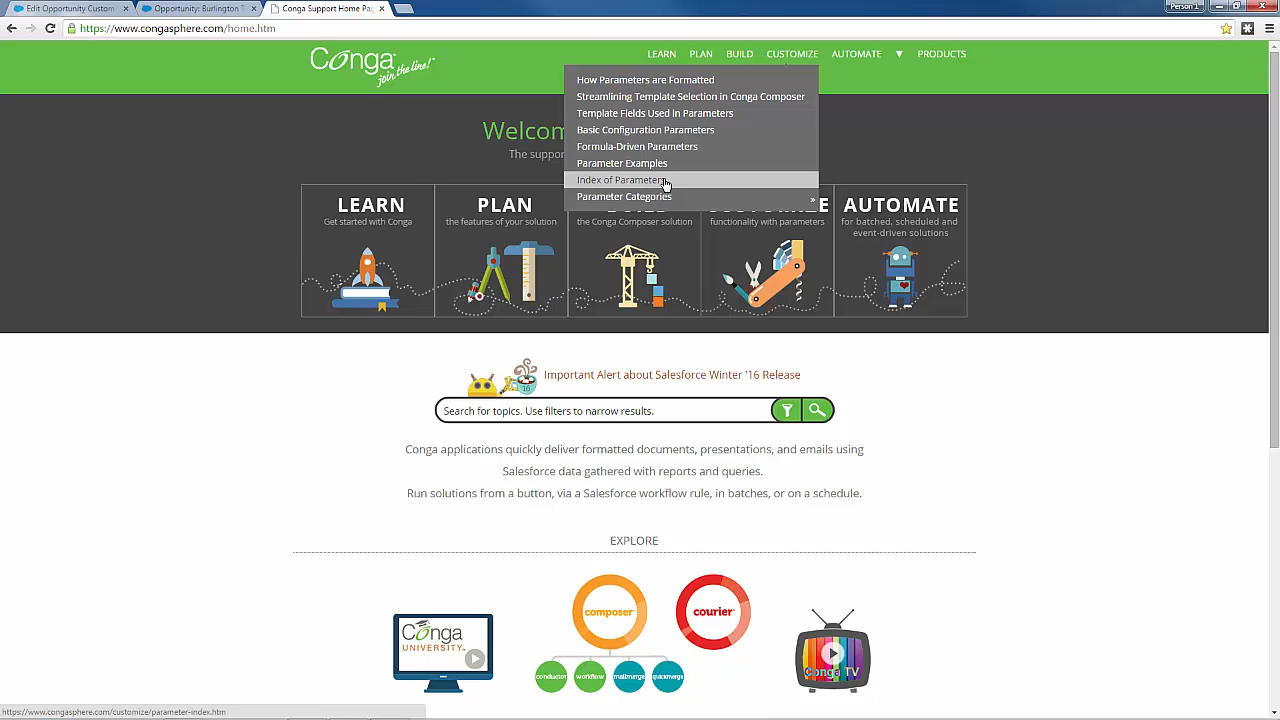 Edit Opportunity Custom
Opportunity: Burlington T
Conga Support Home Pag
Person 1
https://www.congasphere.com/home.htm
Conga
join the line!
LEARN
PLAN
BUILD
CUSTOMIZE
AUTOMATE
PRODUCTS
How Parameters are Formatted
Streamlining Template Selection in Conga Composer
Template Fields Used in Parameters
Basic Configuration Parameters
Formula-Driven Parameters
Parameter Examples
Index of Parameters
Parameter Categories »
Welcom
The suppor
LEARN
Get started with Conga
PLAN
the features of your solution
the Conga Composer solution
functionality with parameters
AUTOMATE
for batched, scheduled and
event-driven solutions
16
Important Alert about Salesforce Winter '16 Release
Search for topics. Use filters to narrow results.
Conga applications quickly deliver formatted documents, presentations, and emails using
Salesforce data gathered with reports and queries.
Run solutions from a button, via a Salesforce workflow rule, in batches, or on a schedule.
EXPLORE
Conga
UNIVERSITY
composer
conductor
workflow
mailmerge
quickmerge
courier
Conga TV
https://www.congasphere.com/customize/parameter-index.htm